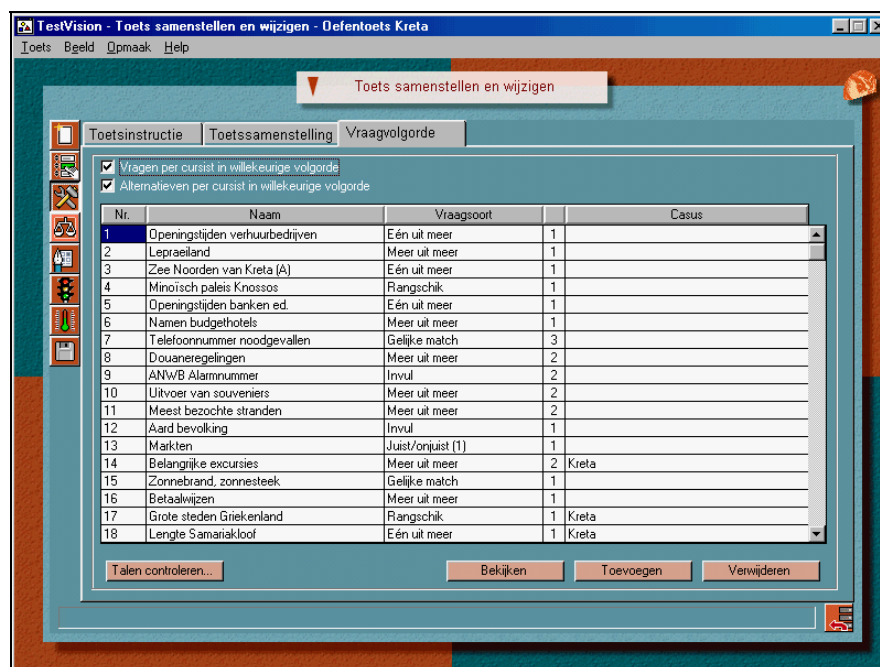 TestVision - Toets samenstellen en wijzigen - Oefentoets Kreta
Toets Beeld Opmaak Help
Toets samenstellen en wijzigen
Toetsinstructie Toetssamenstelling Vraagvolgorde
Vragen per cursist in willekeurige volgorde
Alternatieven per cursist in willekeurige volgorde
Nr. Naam Vraagsoort Casus
1 Openingstijden verhuurbedrijven Eén uit meer 1
2 Lepraeiland Meer uit meer 1
3 Zee Noorden van Kreta (A) Eén uit meer 1
4 Minoïsch paleis Knossos Rangschik 1
5 Openingstijden banken ed. Eén uit meer 1
6 Namen budgethotels Meer uit meer 1
7 Telefoonnummer noodgevallen Gelijke match 3
8 Douaneregelingen Meer uit meer 2
9 ANWB Alarmnummer Invul 2
10 Uitvoer van souveniers Meer uit meer 2
11 Meest bezochte stranden Meer uit meer 2
12 Aard bevolking Invul 1
13 Markten Juist/onjuist (1) 1
14 Belangrijke excursies Meer uit meer 2 Kreta
15 Zonnebrand, zonnesteek Gelijke match 1
16 Betaalwijzen Meer uit meer 1
17 Grote steden Griekenland Rangschik 1 Kreta
18 Lengte Samariakloof Eén uit meer 1 Kreta
Talen controleren... Bekijken Toevoegen Verwijderen